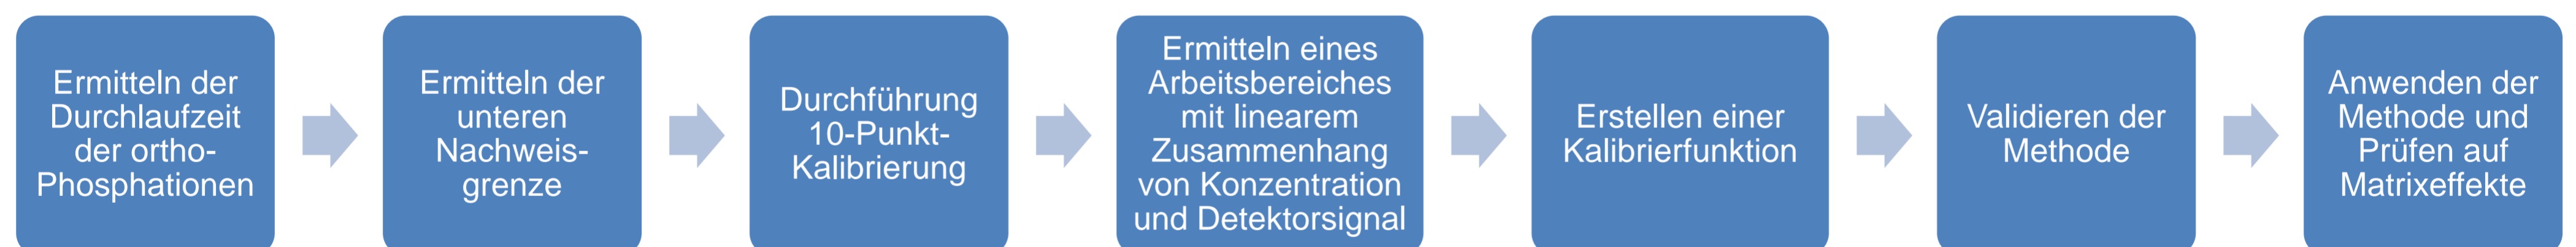 Ermitteln der
Durchlaufzeit
der ortho-
Phosphationen
Ermitteln der
unteren
Nachweis-
grenze
Durchführung
10-Punkt-
Kalibrierung
Ermitteln eines
Arbeitsbereiches
mit linearem
Zusammenhang
von Konzentration
und Detektorsignal
Erstellen einer
Kalibrierfunktion
Validieren der
Methode
Anwenden der
Methode und
Prüfen auf
Matrixeffekte